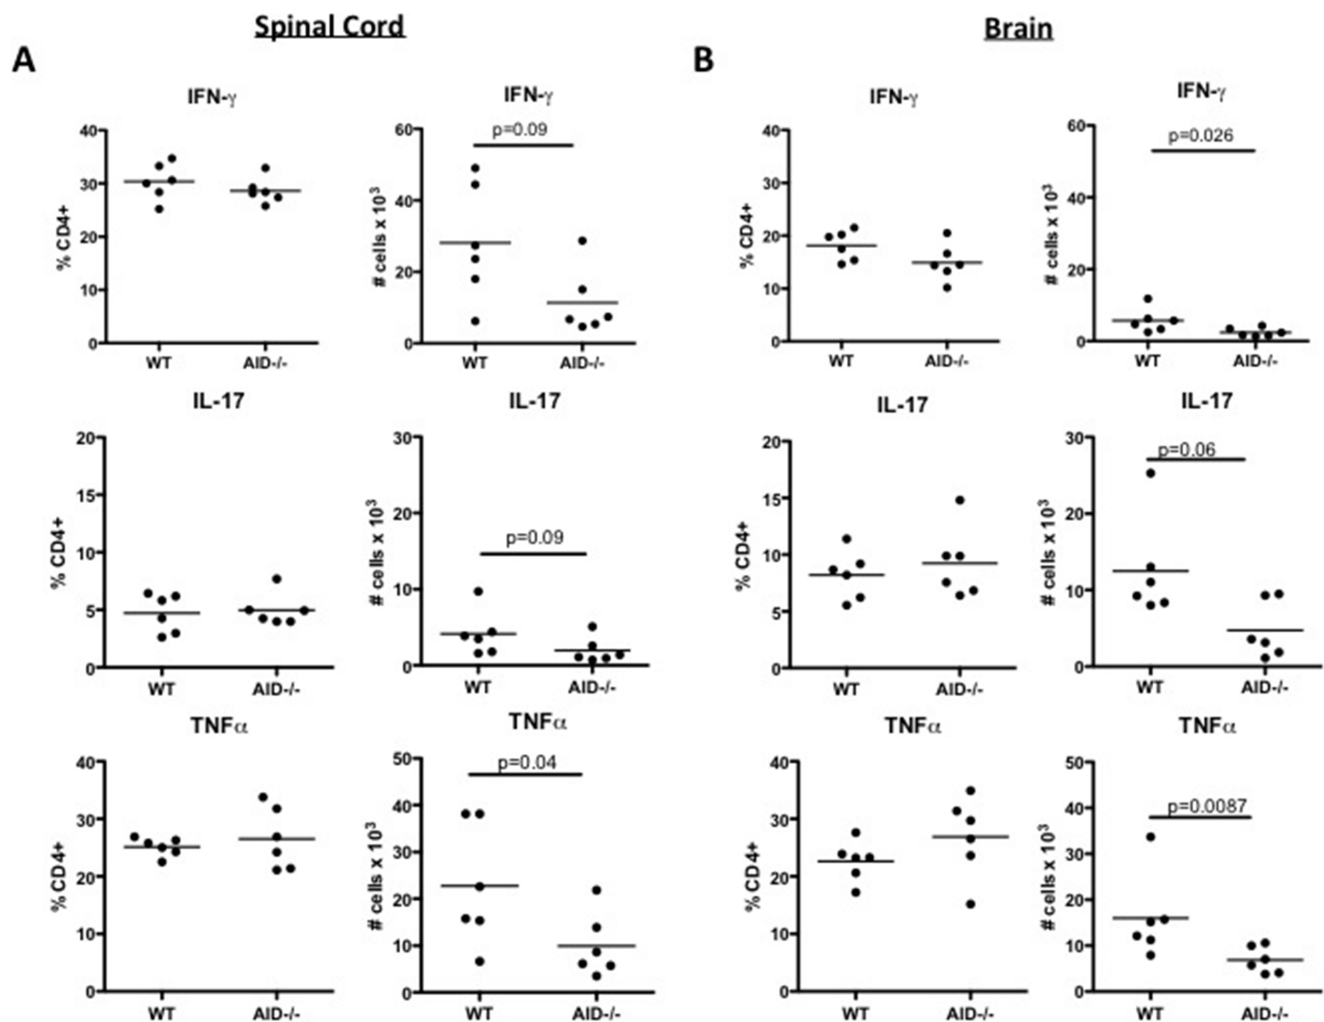 Spinal Cord
Brain
A
B
IFN-γ
IFN-γ
IFN-γ
IFN-γ
40
30
20
10
0
% CD4+
WT
AID-/-
60
40
20
0
# cells x 10³
p=0.09
WT
AID-/-
40
30
20
10
0
% CD4+
WT
AID-/-
60
40
20
0
# cells x 10³
p=0.026
WT
AID-/-
IL-17
IL-17
IL-17
IL-17
20
15
10
5
0
% CD4+
WT
AID-/-
30
20
10
0
# cells x 10³
p=0.09
WT
AID-/-
20
15
10
5
0
% CD4+
WT
AID-/-
30
20
10
0
# cells x 10³
p=0.06
WT
AID-/-
TNFα
TNFα
TNFα
TNFα
40
30
20
10
0
% CD4+
WT
AID-/-
50
40
30
20
10
0
# cells x 10³
p=0.04
WT
AID-/-
40
30
20
10
0
% CD4+
WT
AID-/-
50
40
30
20
10
0
# cells x 10³
p=0.0087
WT
AID-/-